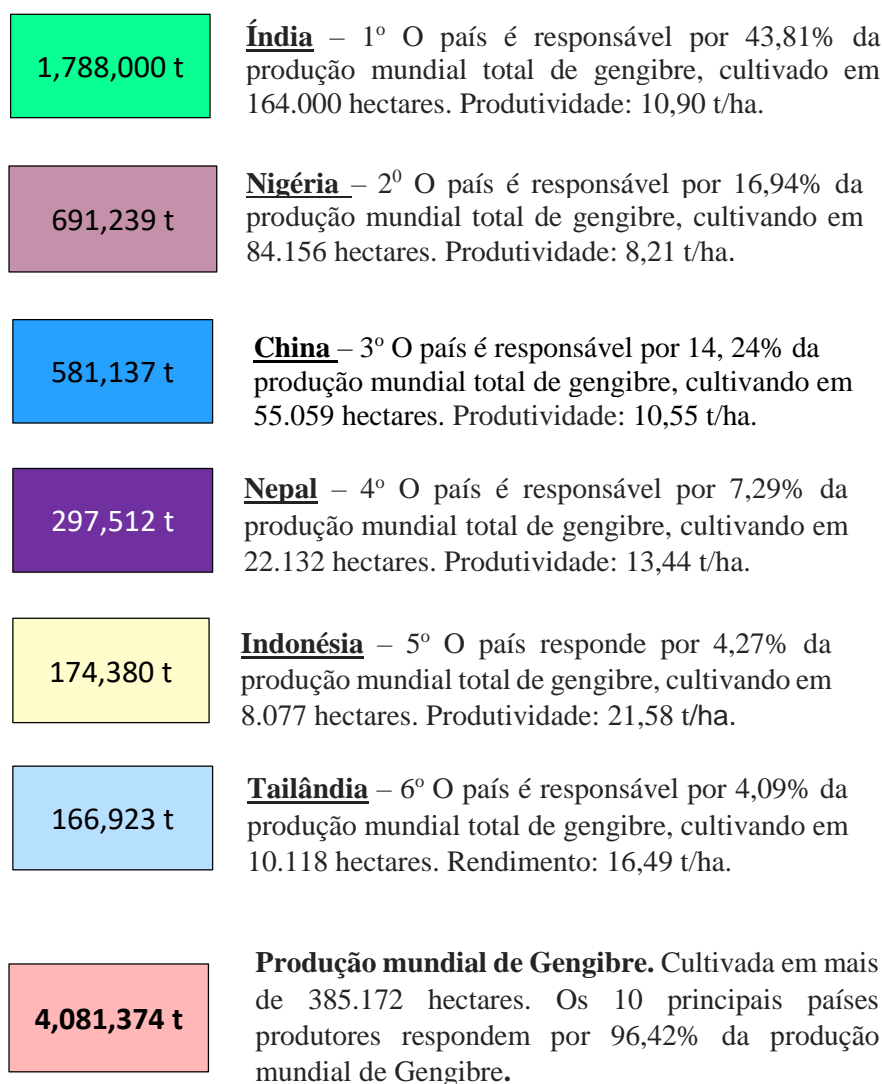 1,788,000 t
Índia – 1º O país é responsável por 43,81% da
produção mundial total de gengibre, cultivado em
164.000 hectares. Produtividade: 10,90 t/ha.
691,239 t
Nigéria – 2⁰ O país é responsável por 16,94% da
produção mundial total de gengibre, cultivando em
84.156 hectares. Produtividade: 8,21 t/ha.
581,137 t
China – 3º O país é responsável por 14, 24% da
produção mundial total de gengibre, cultivando em
55.059 hectares. Produtividade: 10,55 t/ha.
297,512 t
Nepal – 4º O país é responsável por 7,29% da
produção mundial total de gengibre, cultivando em
22.132 hectares. Produtividade: 13,44 t/ha.
174,380 t
Indonésia – 5º O país responde por 4,27% da
produção mundial total de gengibre, cultivando em
8.077 hectares. Produtividade: 21,58 t/ha.
166,923 t
Tailândia – 6º O país é responsável por 4,09% da
produção mundial total de gengibre, cultivando em
10.118 hectares. Rendimento: 16,49 t/ha.
4,081,374 t
Produção mundial de Gengibre. Cultivada em mais
de 385.172 hectares. Os 10 principais países
produtores respondem por 96,42% da produção
mundial de Gengibre.